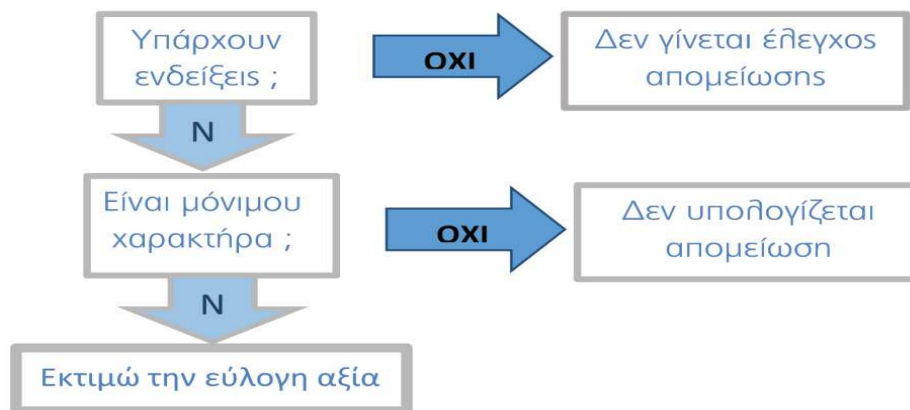 Υπάρχουν
ενδείξεις ;
ΟΧΙ
Δεν γίνεται έλεγχος
απομείωσης
Ν
Είναι μόνιμου
χαρακτήρα ;
ΟΧΙ
Δεν υπολογίζεται
απομείωση
Ν
Εκτιμώ την εύλογη αξία